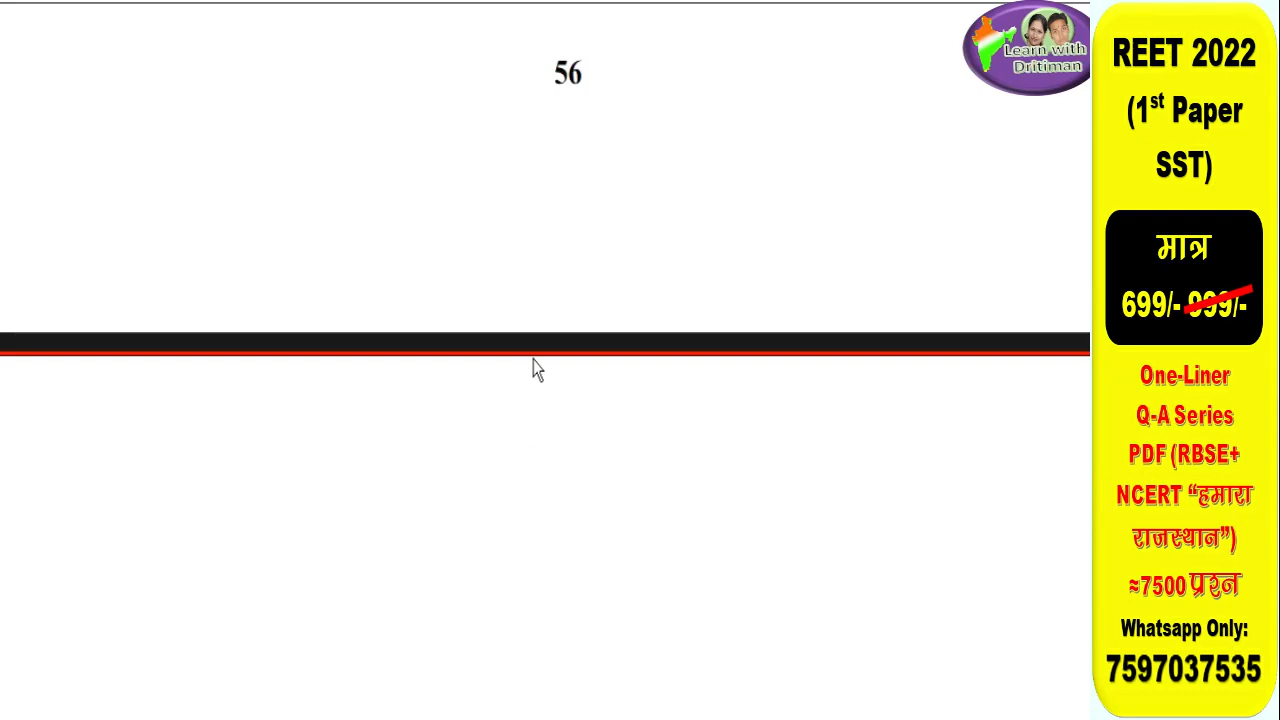 56
Learn with
Dritiman
REET 2022
(1st Paper
SST)
मात्र
699/- 999/-
One-Liner
Q-A Series
PDF (RBSE+
NCERT “हमारा
राजस्थान”)
≈7500 प्रश्न
Whatsapp Only:
7597037535